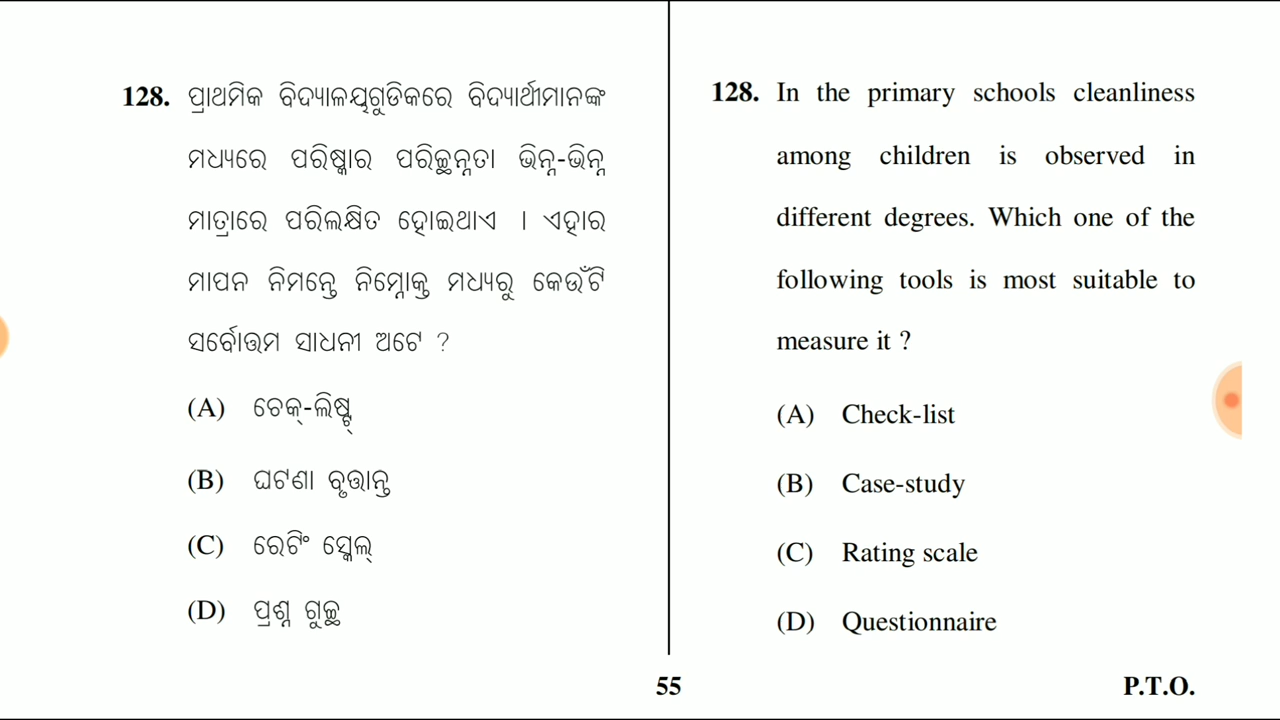 128. ପ୍ରାଥମିକ ବିଦ୍ୟାଳୟଗୁଡିକରେ ବିଦ୍ୟାର୍ଥୀମାନଙ୍କ
ମଧ୍ୟରେ ପରିଷ୍କାର ପରିଚ୍ଛନ୍ନତା ଭିନ୍ନ-ଭିନ୍ନ
ମାତ୍ରାରେ ପରିଲକ୍ଷିତ ହୋଇଥାଏ । ଏହାର
ମାପନ ନିମନ୍ତେ ନିମ୍ନୋକ୍ତ ମଧ୍ୟରୁ କେଉଁଟି
ସର୍ବୋତ୍ତମ ସାଧନୀ ଅଟେ ?
(A) ଚେକ୍-ଲିଷ୍ଟ୍
(B) ଘଟଣା ବୃତ୍ତାନ୍ତ
(C) ରେଟିଂ ସ୍କେଲ୍
(D) ପ୍ରଶ୍ନ ଗୁଚ୍ଛ
128. In the primary schools cleanliness
among children is observed in
different degrees. Which one of the
following tools is most suitable to
measure it ?
(A) Check-list
(B) Case-study
(C) Rating scale
(D) Questionnaire
55
P.T.O.